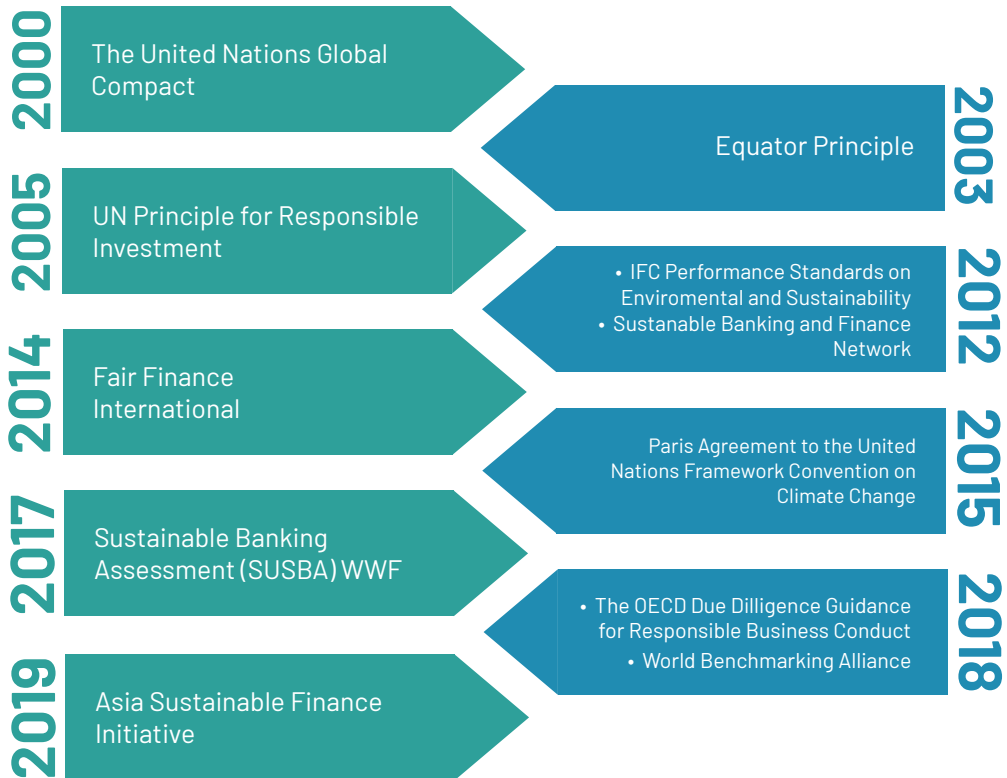 2000
The United Nations Global
Compact
2003
Equator Principle
2005
UN Principle for Responsible
Investment
2012
• IFC Performance Standards on
Enviromental and Sustainability
• Sustanable Banking and Finance
Network
2014
Fair Finance
International
2015
Paris Agreement to the United
Nations Framework Convention on
Climate Change
2017
Sustainable Banking
Assessment (SUSBA) WWF
2018
• The OECD Due Dilligence Guidance
for Responsible Business Conduct
• World Benchmarking Alliance
2019
Asia Sustainable Finance
Initiative